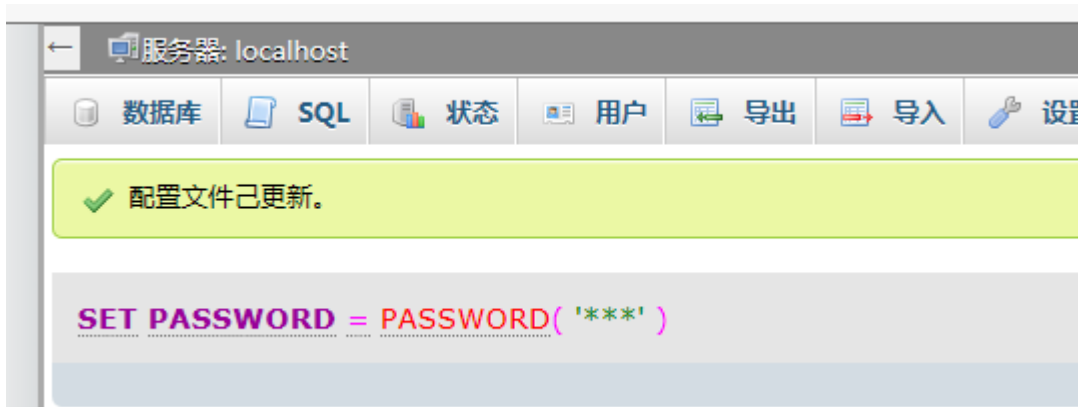 ← 服务器: localhost
数据库 SQL 状态 用户 导出 导入 设置
配置文件己更新。
SET PASSWORD = PASSWORD( '***' )